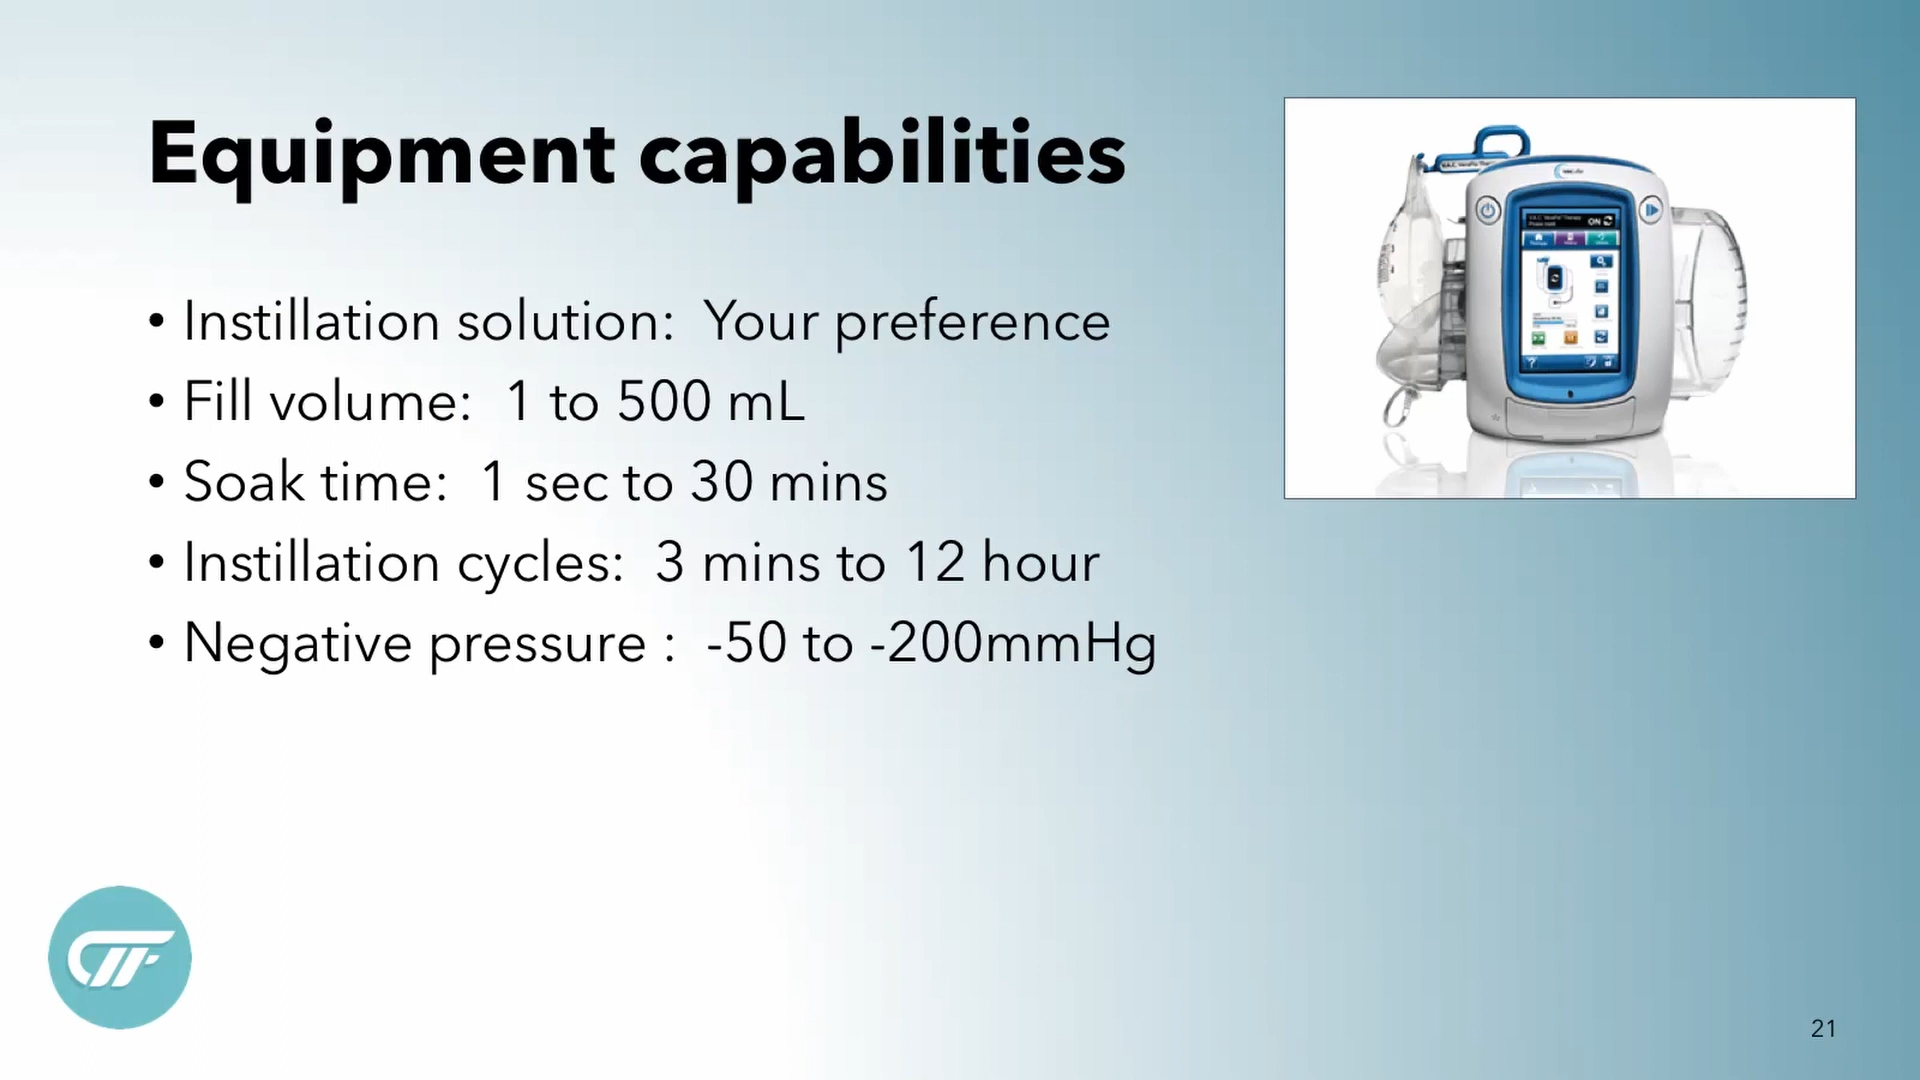 Equipment capabilities
• Instillation solution: Your preference
• Fill volume: 1 to 500 mL
• Soak time: 1 sec to 30 mins
• Instillation cycles: 3 mins to 12 hour
• Negative pressure : -50 to -200mmHg
ON
21